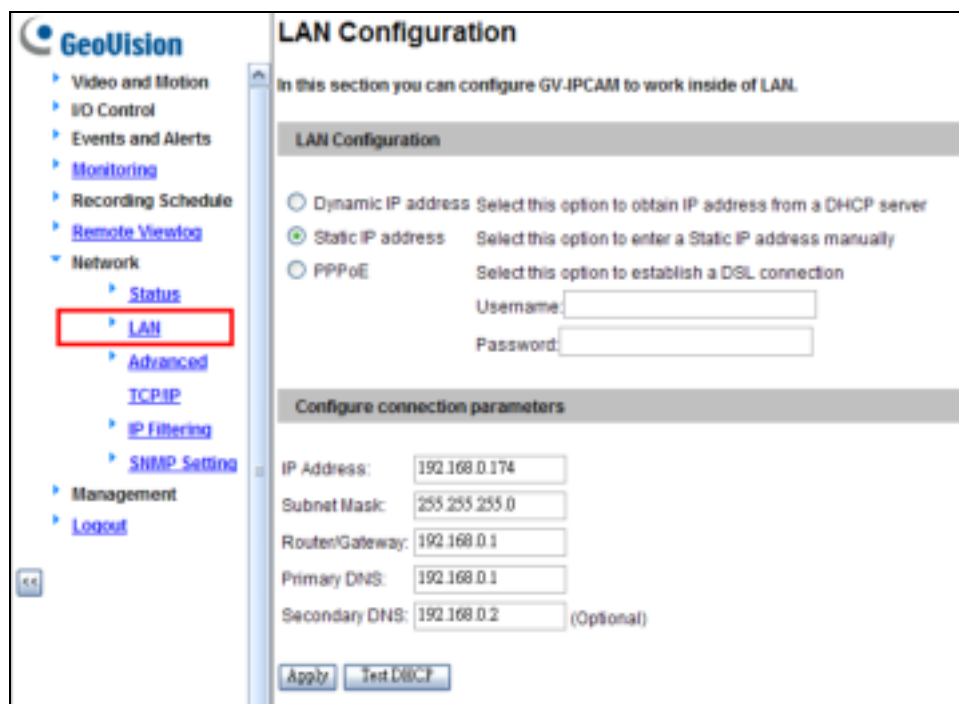 GeoVision
Video and Motion
I/O Control
Events and Alerts
Monitoring
Recording Schedule
Remote Viewlog
Network
Status
LAN
Advanced
TCP/IP
IP Filtering
SNMP Setting
Management
Logout
<<
LAN Configuration
In this section you can configure GV-IPCAM to work inside of LAN.
LAN Configuration
Dynamic IP address Select this option to obtain IP address from a DHCP server
Static IP address Select this option to enter a Static IP address manually
PPPoE Select this option to establish a DSL connection
Username:
Password:
Configure connection parameters
IP Address: 192.168.0.174
Subnet Mask: 255.255.255.0
Router/Gateway: 192.168.0.1
Primary DNS: 192.168.0.1
Secondary DNS: 192.168.0.2 (Optional)
Apply Test DHCP